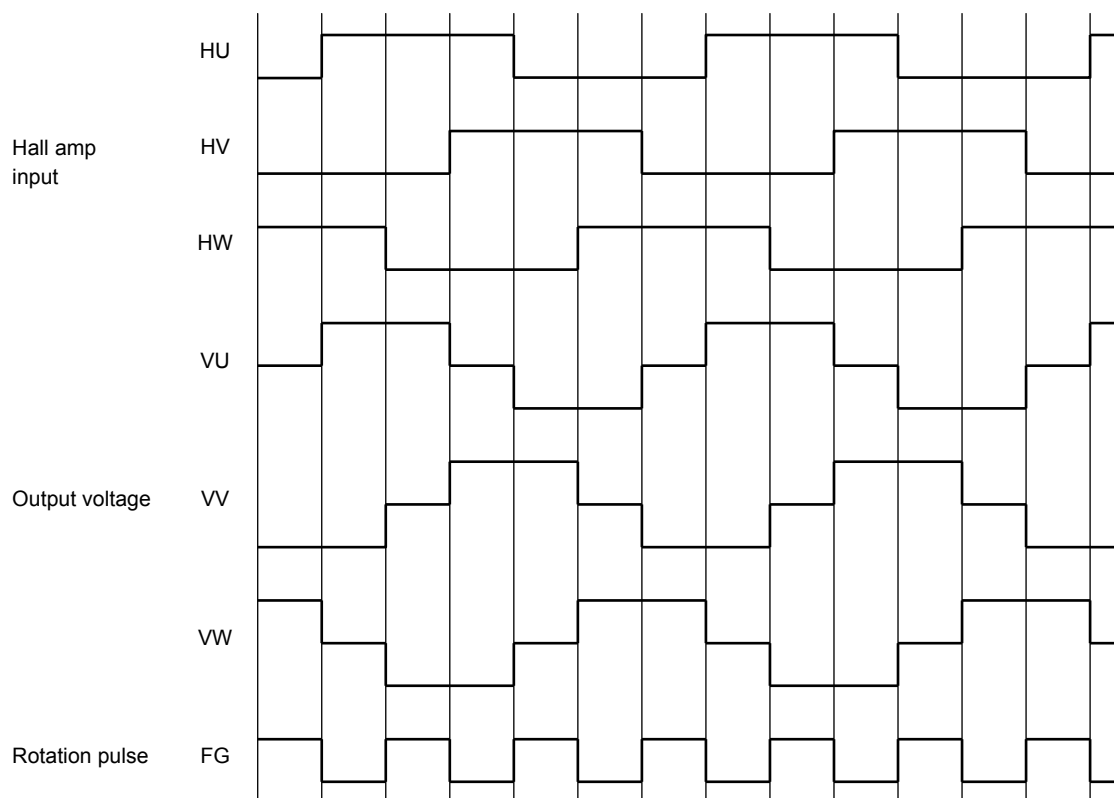 HU
Hall amp
input
HV
HW
VU
Output voltage
VV
VW
Rotation pulse
FG